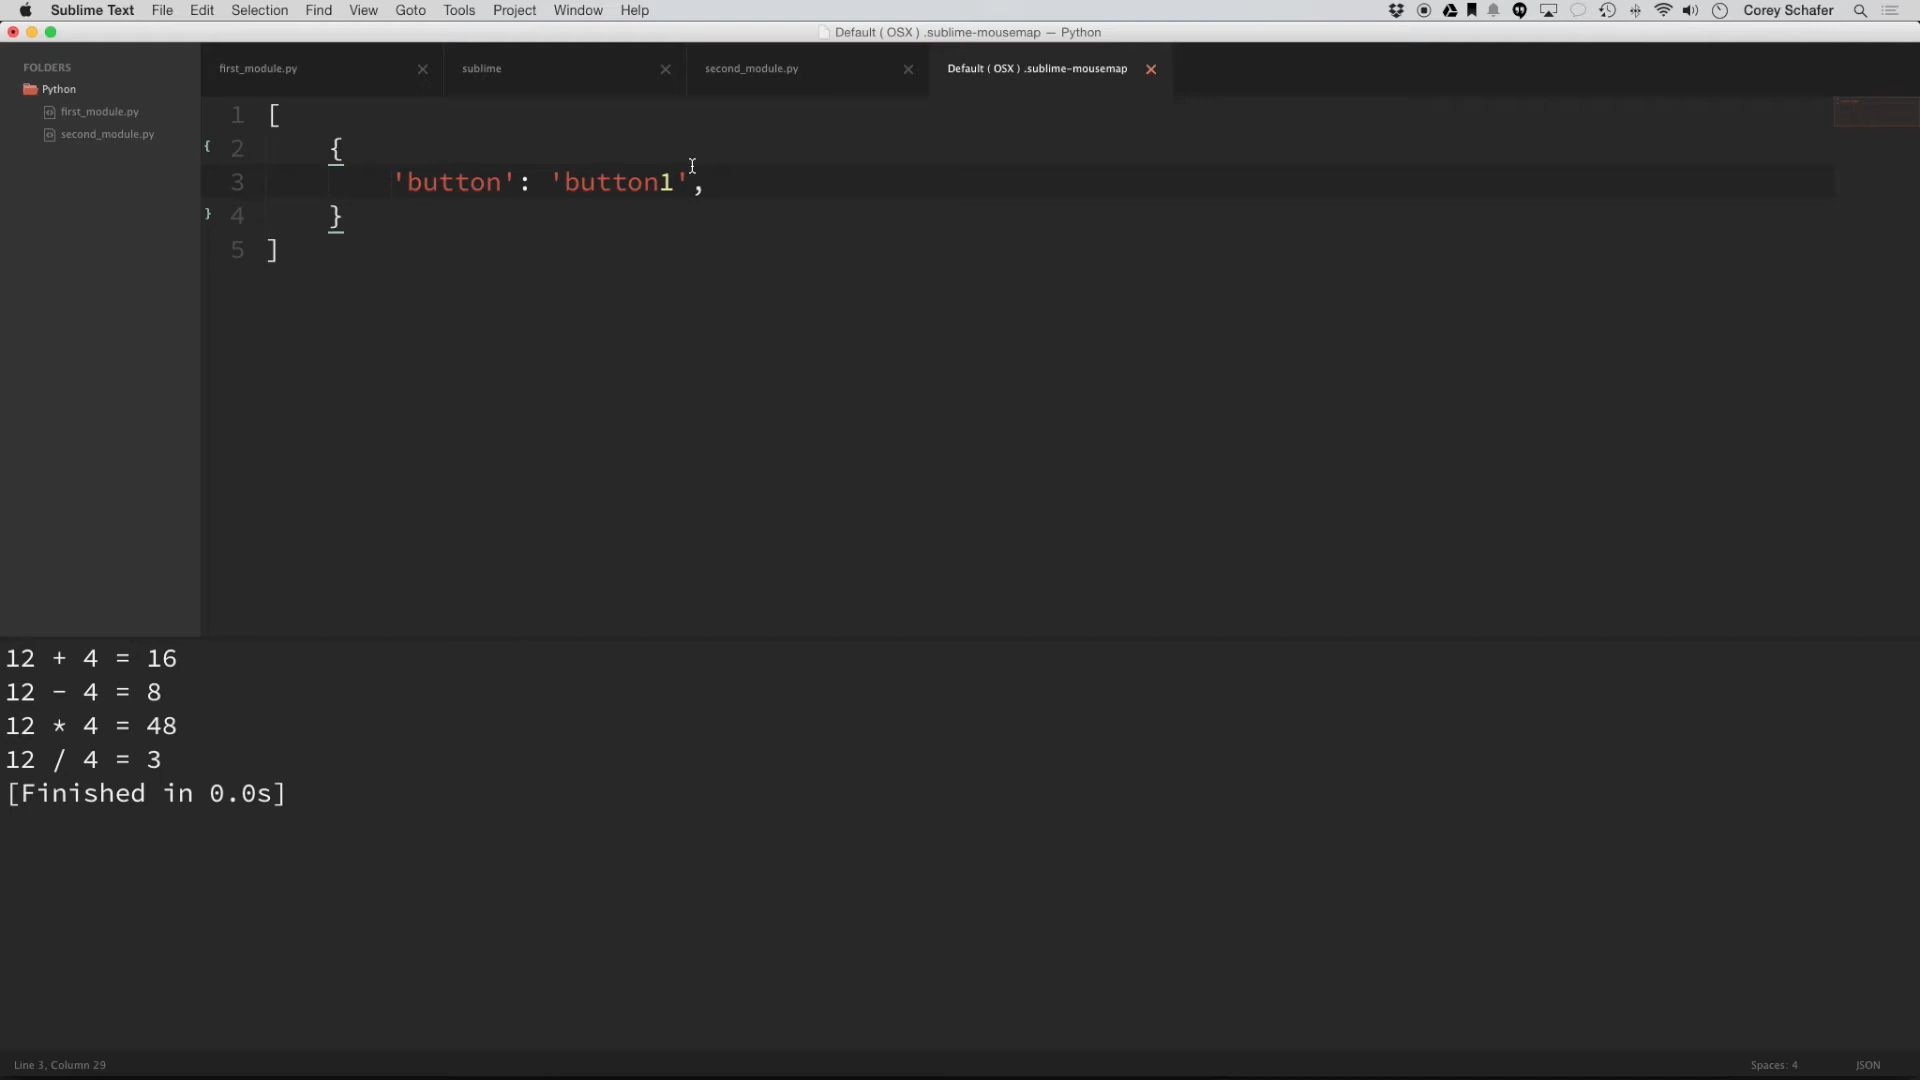 Sublime Text File Edit Selection Find View Goto Tools Project Window Help Corey Schafer
Default ( OSX ) .sublime-mousemap — Python
FOLDERS
Python
first_module.py
second_module.py
first_module.py sublime second_module.py Default ( OSX ) .sublime-mousemap
1 [
2 {
3 'button': 'button1',
4 }
5 ]
12 + 4 = 16
12 - 4 = 8
12 * 4 = 48
12 / 4 = 3
[Finished in 0.0s]
Line 3, Column 29 Spaces: 4 JSON